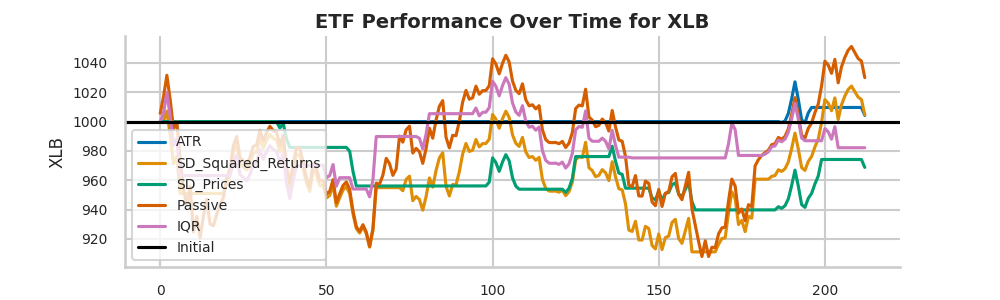 ETF Performance Over Time for XLB
XLB
1040
1020
1000
980
960
940
920
ATR
SD_Squared_Returns
SD_Prices
Passive
IQR
Initial
0
50
100
150
200